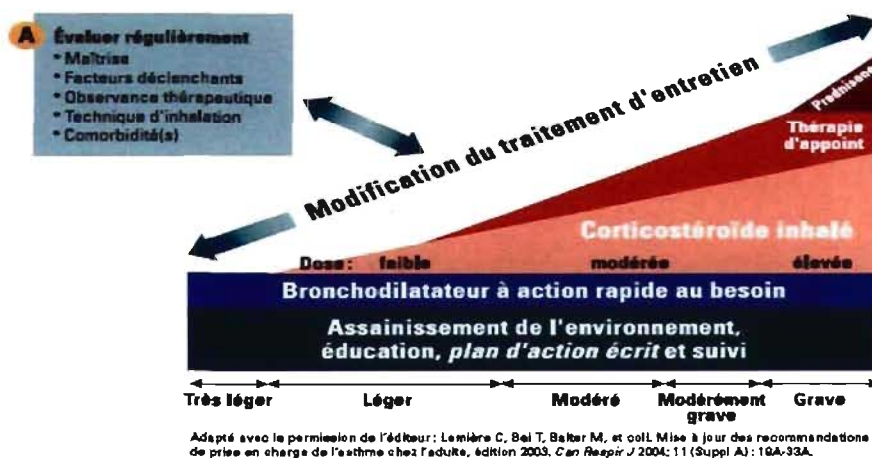 A Évaluer régulièrement
• Maîtrise
• Facteurs déclenchants
• Observance thérapeutique
• Technique d'inhalation
• Comorbidité(s)
Modification du traitement d'entretien
Prednisone
Thérapie
d'appoint
Corticostéroïde inhalé
Dose : faible modérée élevée
Bronchodilatateur à action rapide au besoin
Assainissement de l'environnement,
éducation, plan d'action écrit et suivi
Très léger Léger Modéré Modérément grave Grave
Adapté avec la permission de l'éditeur : Lemière C, Bai T, Balter M, et coll. Mise à jour des recommandations
de prise en charge de l'asthme chez l'adulte, édition 2003. Can Respir J 2004; 11 (Suppl A) : 19A-33A.